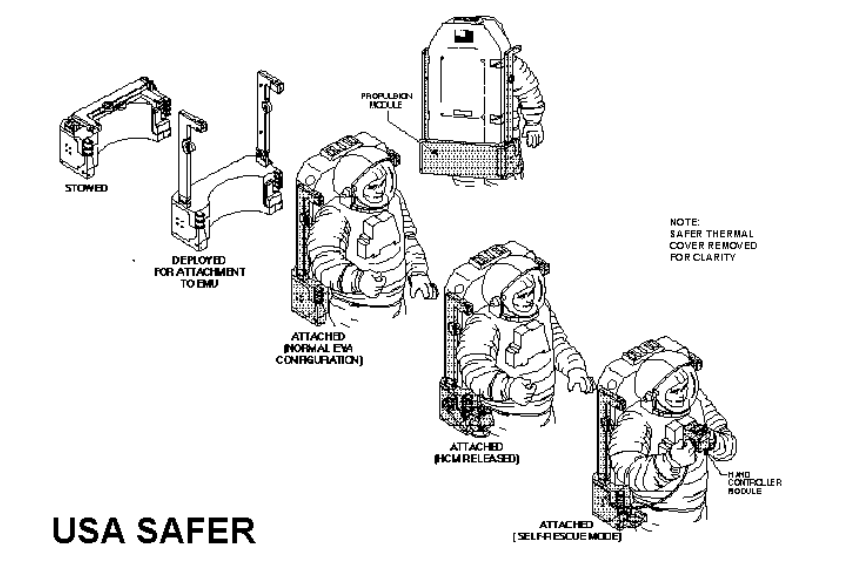 PROPULSION
MODULE
STOWED
DEPLOYED
FOR ATTACHMENT
TO EMU
NOTE:
SAFER THERMAL
COVER REMOVED
FOR CLARITY
ATTACHED
(NORMAL EVA
CONFIGURATION)
ATTACHED
(HCM RELEASED)
HAND
CONTROLLER
MODULE
ATTACHED
(SELF-RESCUE MODE)
USA SAFER